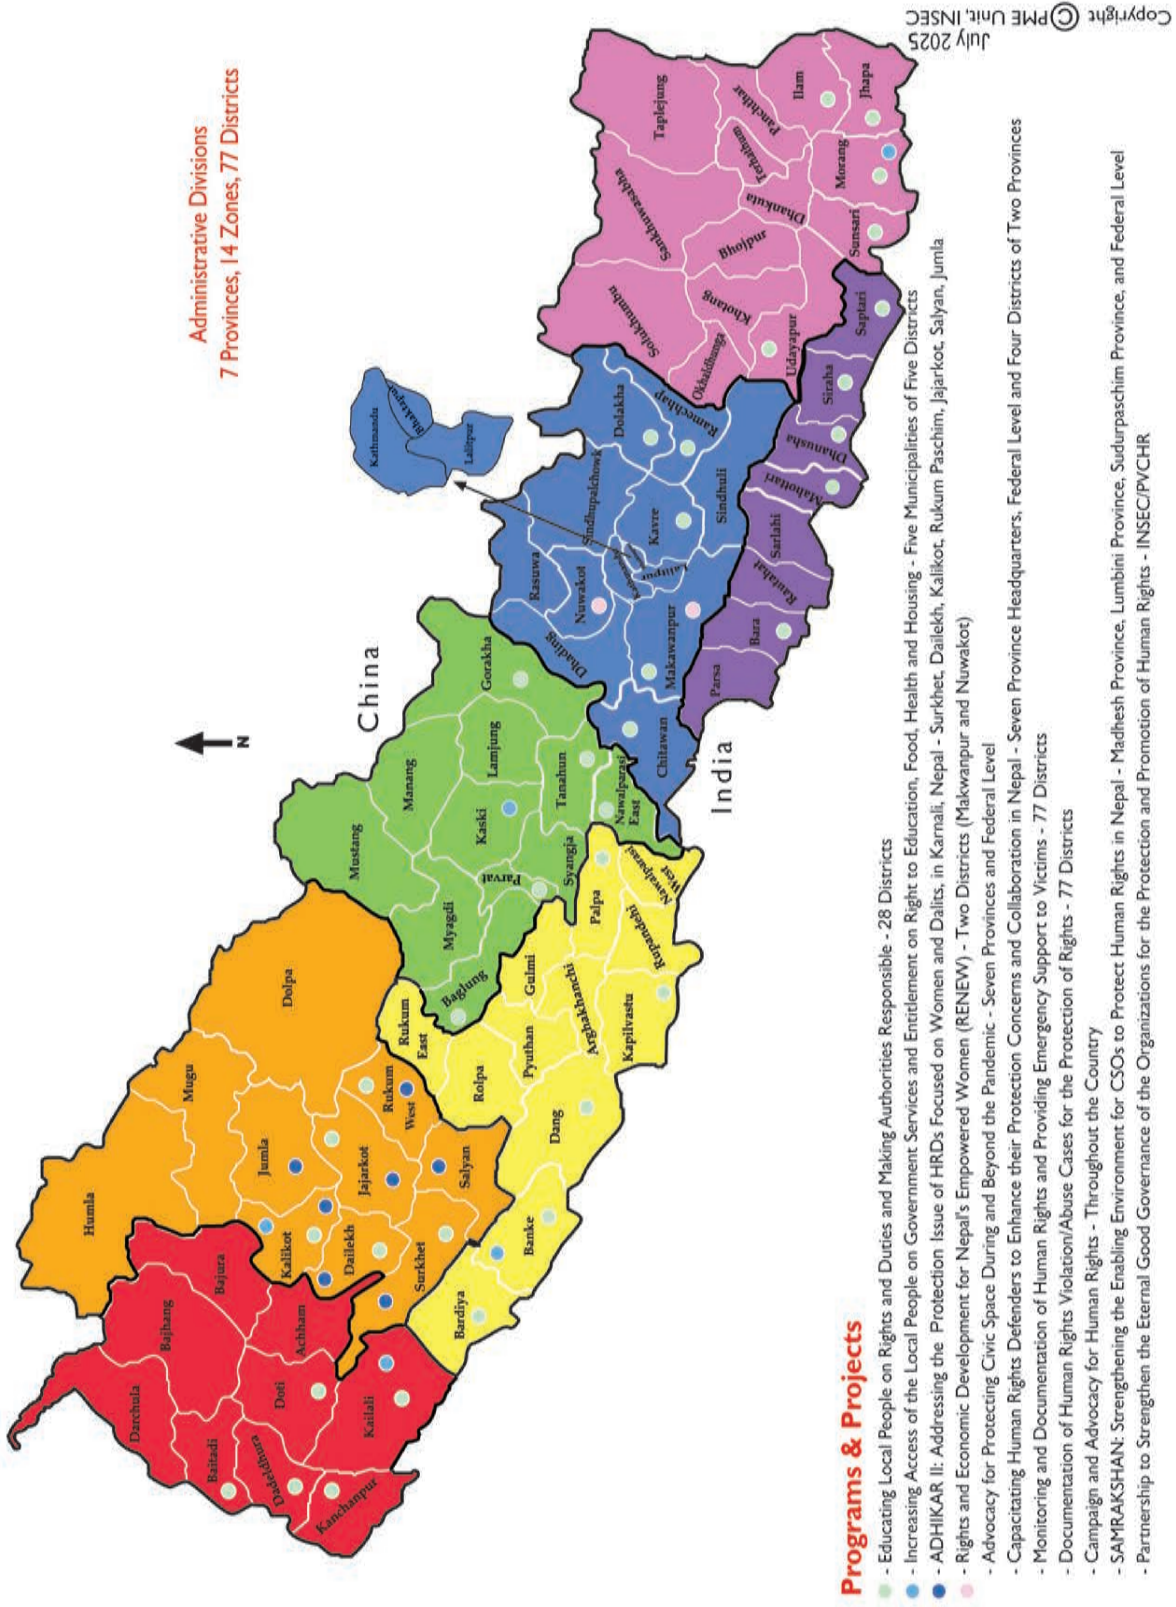 Administrative Divisions
7 Provinces, 14 Zones, 77 Districts
N
China
India
Humla
Darchula
Bajhang
Bajura
Baitadi
Dadeldhura
Doti
Achham
Kanchanpur
Kailali
Mugu
Dolpa
Jumla
Kalikot
Dailekh
Jajarkot
Rukum
West
Salyan
Surkhet
Bardiya
Banke
Dang
Rolpa
Rukum
East
Pyuthan
Gulmi
Arghakhanchi
Kapilvastu
Palpa
Rupandehi
Nawalparasi
West
Mustang
Manang
Myagdi
Baglung
Parvat
Kaski
Lamjung
Gorakha
Syangja
Tanahun
Nawalparasi
East
Chitawan
Dhading
Rasuwa
Nuwakot
Makawanpur
Sindhupalchowk
Kathmandu
Lalitpur
Kavre
Dolakha
Ramechhap
Sindhuli
Kathmandu
Bhaktapur
Lalitpur
Parsa
Bara
Rautahat
Sarlahi
Mahottari
Dhanusha
Siraha
Saptari
Solukhumbu
Okhaldhunga
Khotang
Udayapur
Bhojpur
Sankhuwasabha
Dhankuta
Terhathum
Taplejung
Panchthar
Ilam
Sunsari
Morang
Jhapa
Programs & Projects
- Educating Local People on Rights and Duties and Making Authorities Responsible - 28 Districts
- Increasing Access of the Local People on Government Services and Entitlement on Right to Education, Food, Health and Housing - Five Municipalities of Five Districts
- ADHIKAR II: Addressing the Protection Issue of HRDs Focused on Women and Dalits, in Karnali, Nepal - Surkhet, Dailekh, Kalikot, Rukum Paschim, Jajarkot, Salyan, Jumla
- Rights and Economic Development for Nepal's Empowered Women (RENEW) - Two Districts (Makwanpur and Nuwakot)
- Advocacy for Protecting Civic Space During and Beyond the Pandemic - Seven Provinces and Federal Level
- Capacitating Human Rights Defenders to Enhance their Protection Concerns and Collaboration in Nepal - Seven Province Headquarters, Federal Level and Four Districts of Two Provinces
- Monitoring and Documentation of Human Rights and Providing Emergency Support to Victims - 77 Districts
- Documentation of Human Rights Violation/Abuse Cases for the Protection of Rights - 77 Districts
- Campaign and Advocacy for Human Rights - Throughout the Country
- SAMRAKSHAN: Strengthening the Enabling Environment for CSOs to Protect Human Rights in Nepal - Madhesh Province, Lumbini Province, Sudurpaschim Province, and Federal Level
- Partnership to Strengthen the Eternal Good Governance of the Organizations for the Protection and Promotion of Human Rights - INSEC/PVCHR
July 2025
Copyright © PME Unit, INSEC